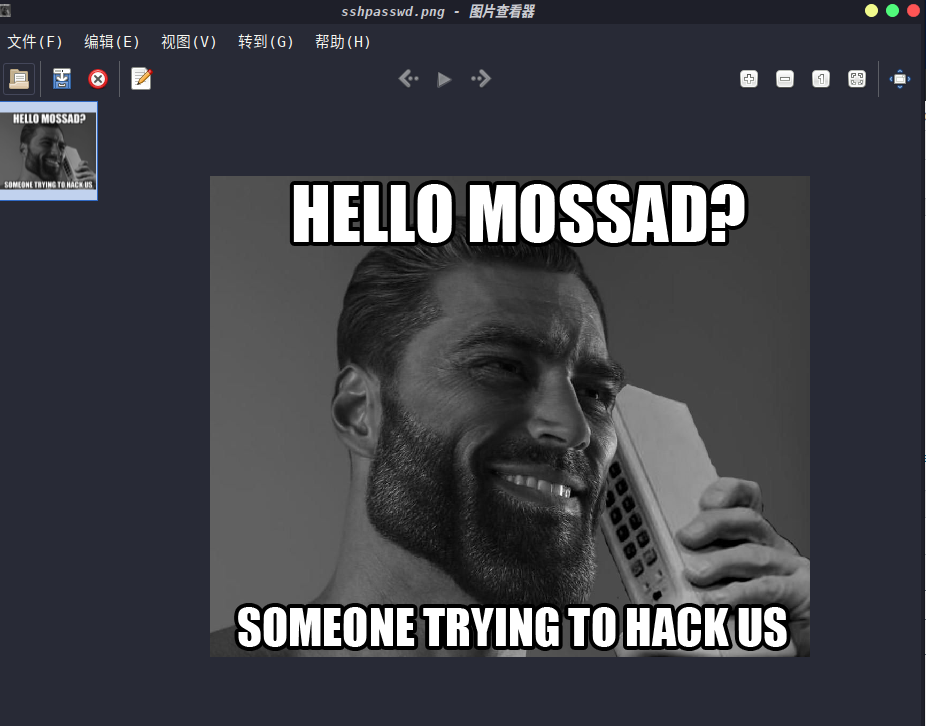 sshpasswd.png - 图片查看器
文件(F) 编辑(E) 视图(V) 转到(G) 帮助(H)
HELLO MOSSAD?
SOMEONE TRYING TO HACK US
HELLO MOSSAD?
SOMEONE TRYING TO HACK US